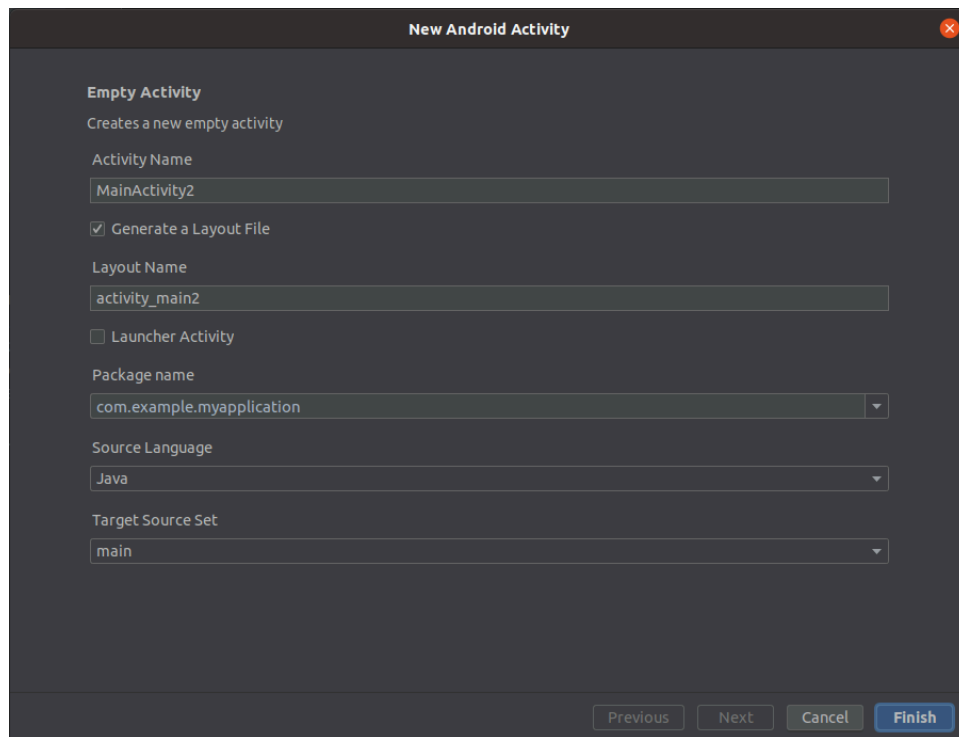 New Android Activity
Empty Activity
Creates a new empty activity
Activity Name
MainActivity2
Generate a Layout File
Layout Name
activity_main2
Launcher Activity
Package name
com.example.myapplication
Source Language
Java
Target Source Set
main
Previous Next Cancel Finish